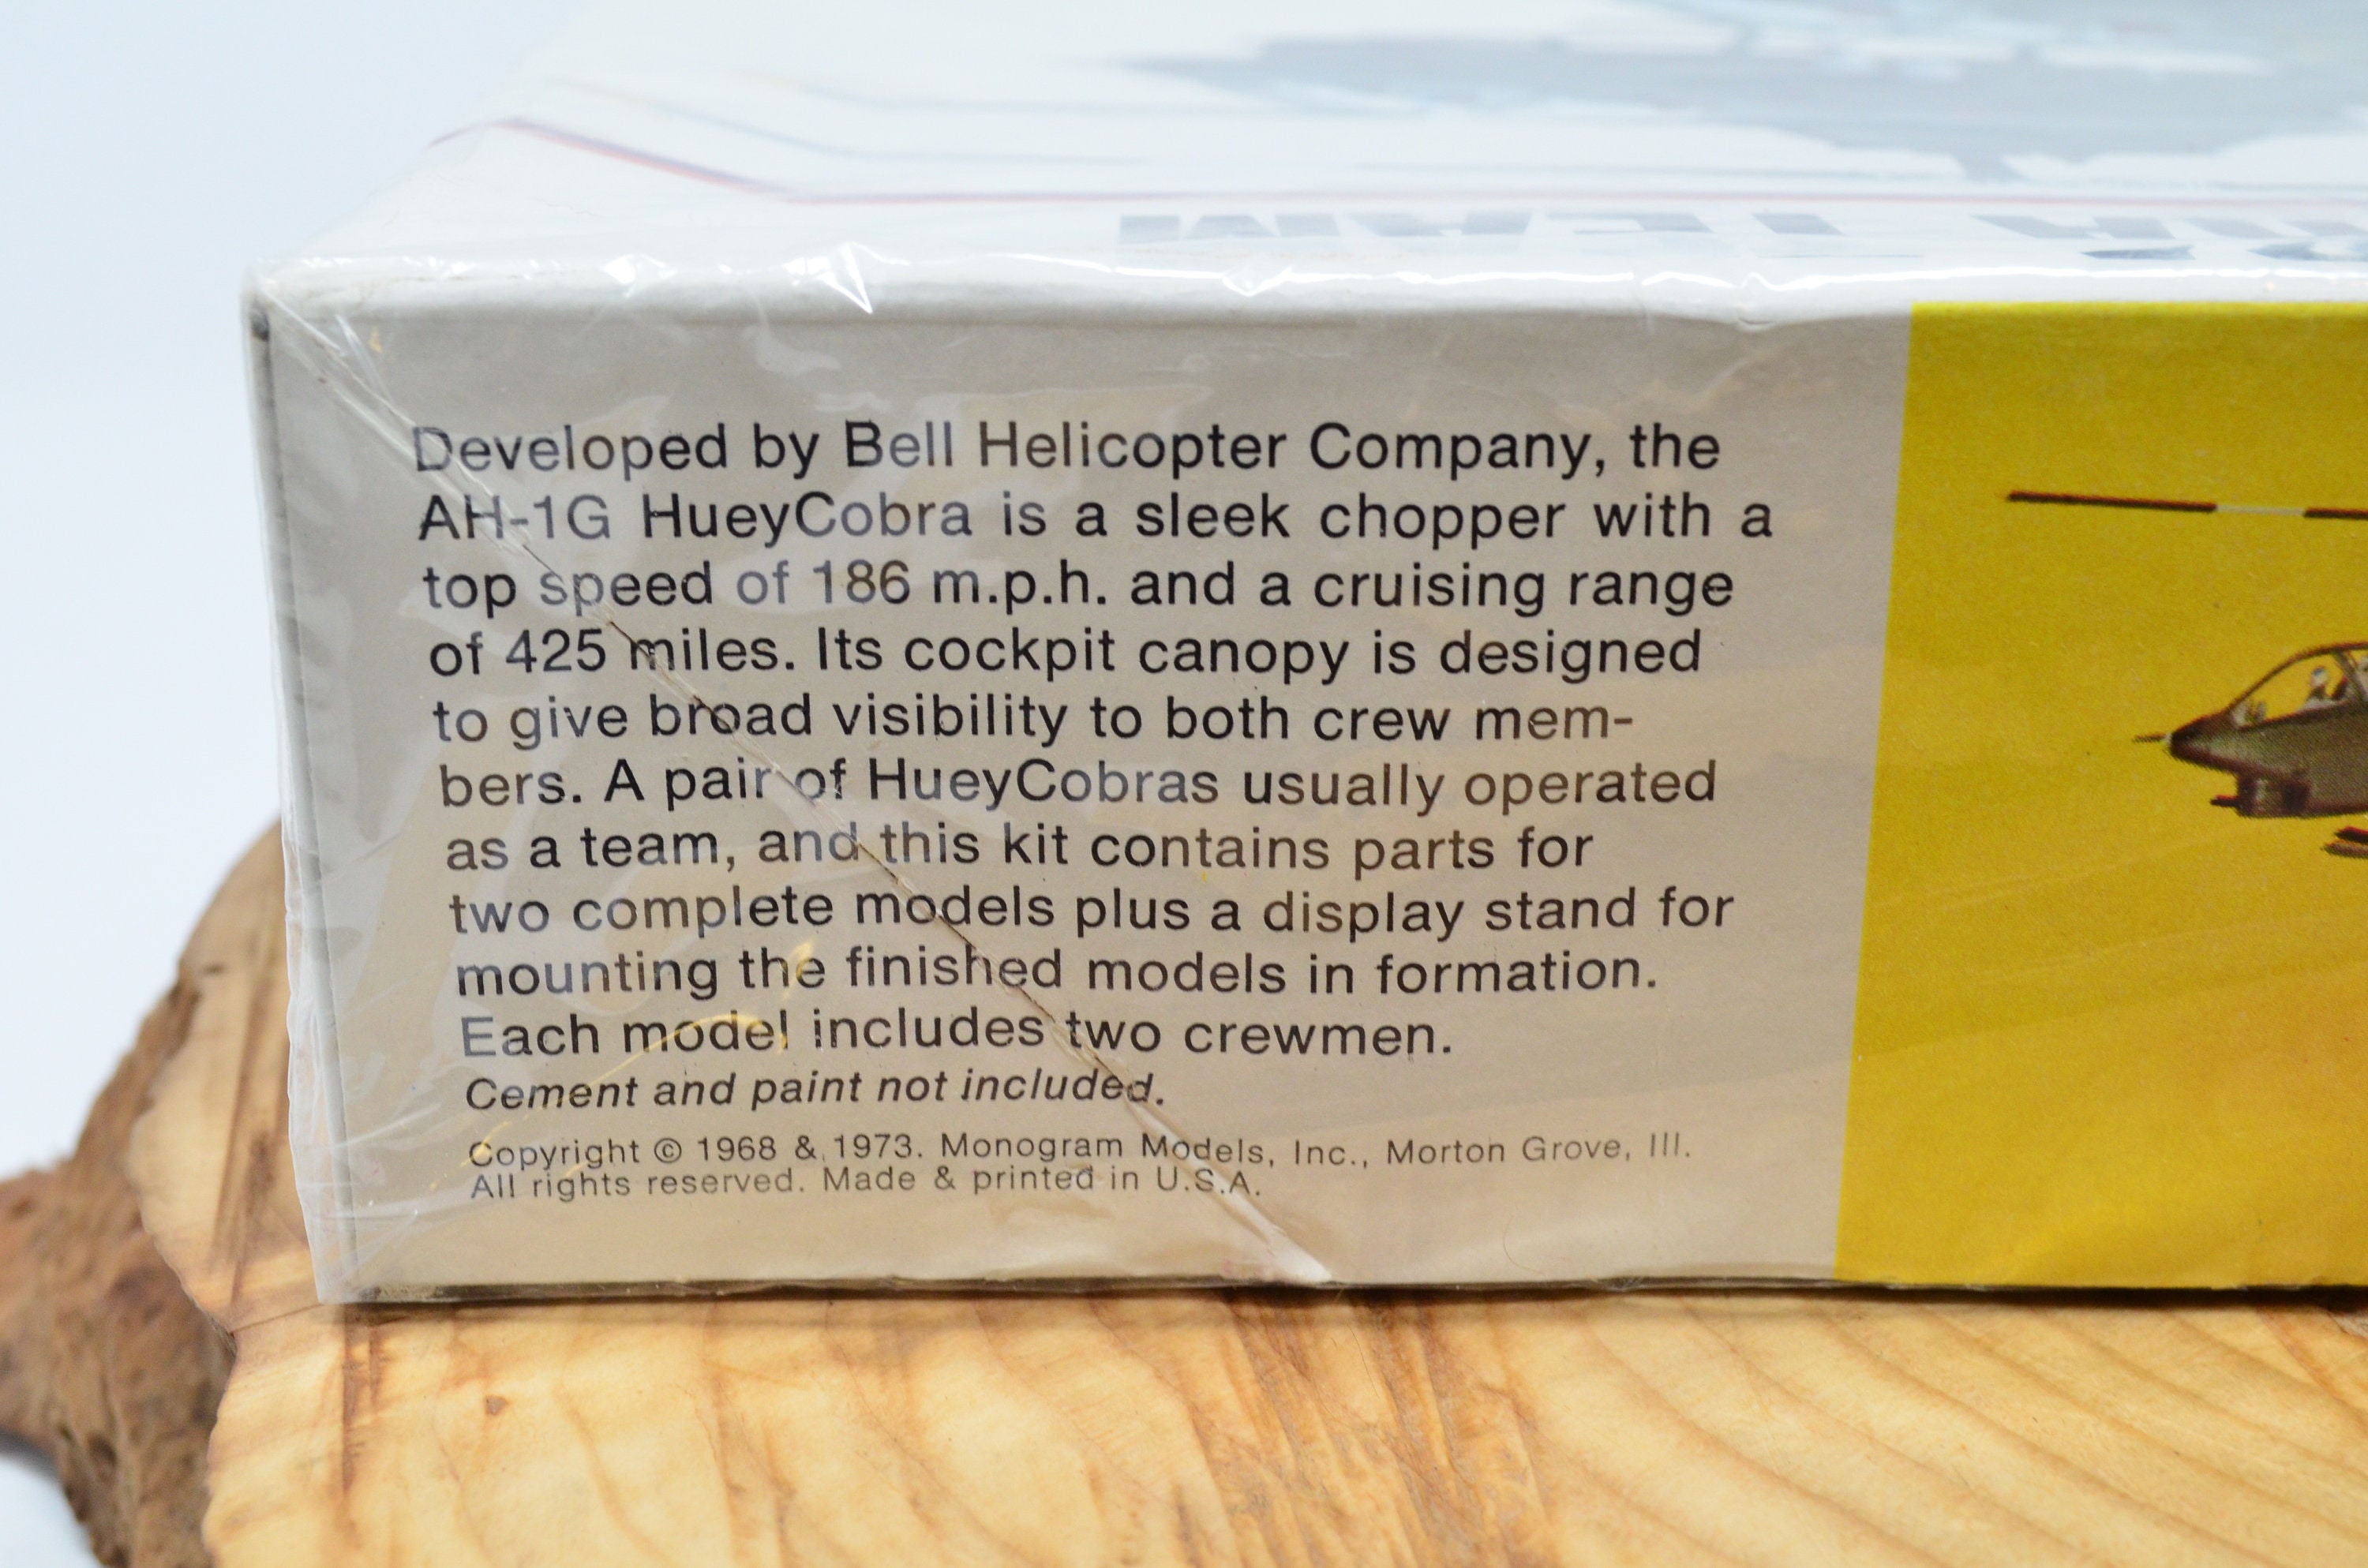 TEAM
Developed by Bell Helicopter Company, the
AH-1G HueyCobra is a sleek chopper with a
top speed of 186 m.p.h. and a cruising range
of 425 miles. Its cockpit canopy is designed
to give broad visibility to both crew mem-
bers. A pair of HueyCobras usually operated
as a team, and this kit contains parts for
two complete models plus a display stand for
mounting the finished models in formation.
Each model includes two crewmen.
Cement and paint not included.
Copyright © 1968 & 1973. Monogram Models, Inc., Morton Grove, Ill.
All rights reserved. Made & printed in U.S.A.